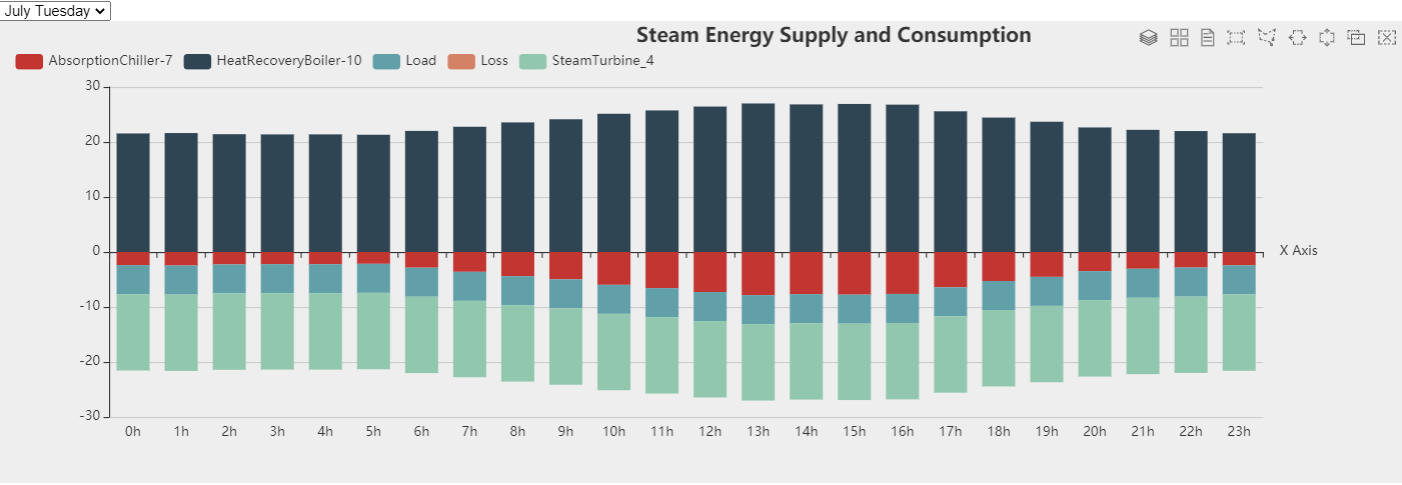 July Tuesday
Steam Energy Supply and Consumption
AbsorptionChiller-7 HeatRecoveryBoiler-10 Load Loss SteamTurbine_4
30
20
10
0
X Axis
-10
-20
-30
0h 1h 2h 3h 4h 5h 6h 7h 8h 9h 10h 11h 12h 13h 14h 15h 16h 17h 18h 19h 20h 21h 22h 23h